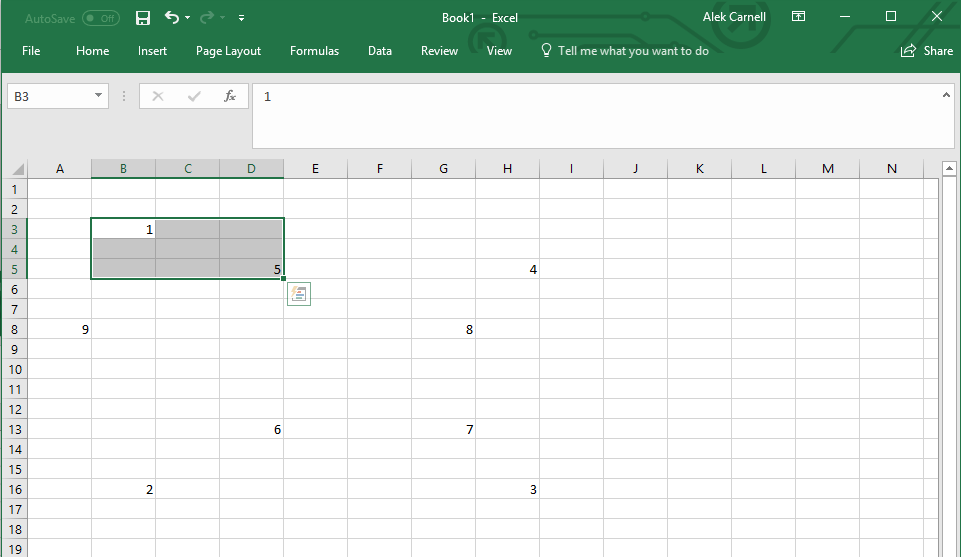 AutoSave Off Book1 - Excel Alek Carnell
File Home Insert Page Layout Formulas Data Review View Tell me what you want to do Share
B3 fx 1
A B C D E F G H I J K L M N
1
2
3 1
4
5 5 4
6
7
8 9 8
9
10
11
12
13 6 7
14
15
16 2 3
17
18
19